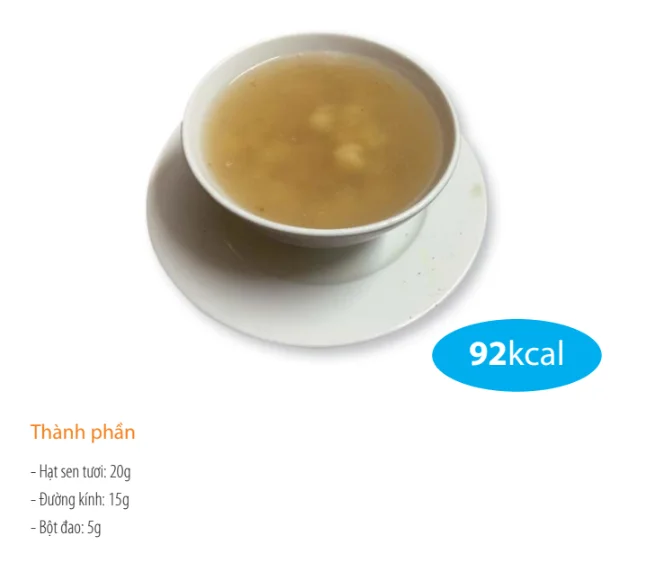 92kcal
Thành phần
- Hạt sen tươi: 20g
- Đường kính: 15g
- Bột đao: 5g